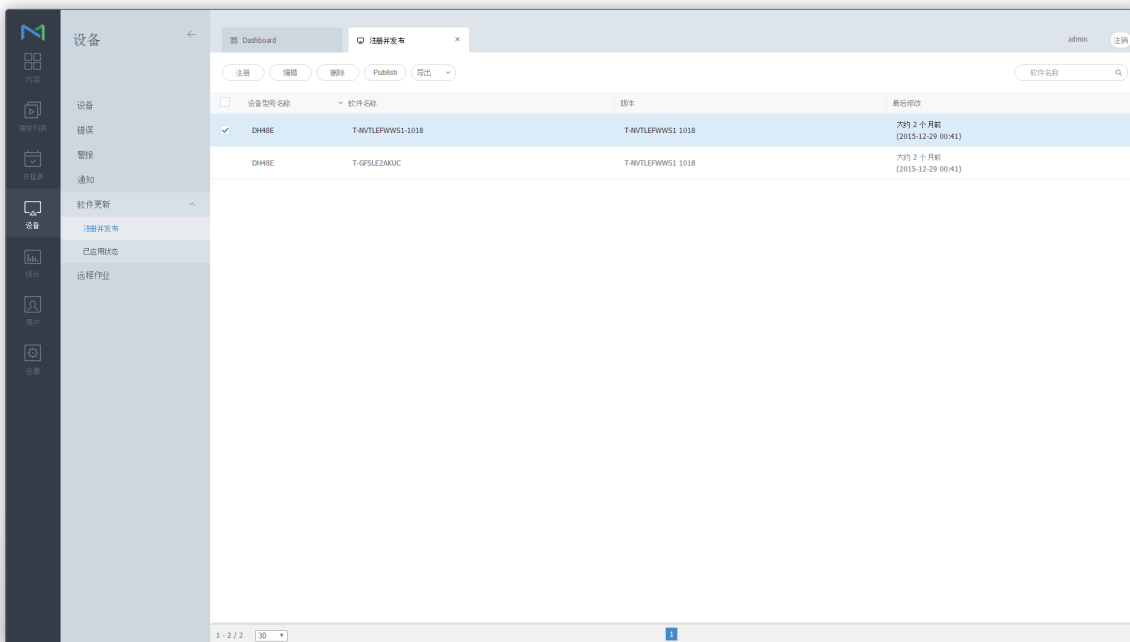 设备
←
Dashboard
注册并发布
×
admin
注销
内容
播放列表
日程表
设备
统计
用户
设置
设备
错误
警报
通知
软件更新
注册并发布
已应用状态
远程作业
注册
编辑
删除
Publish
导出
软件名称
设备型号名称
软件名称
版本
最后修改
DH48E
T-NVTLEFWWS1-1018
T-NVTLEFWWS1 1018
大约 2 个 月前
(2015-12-29 00:41)
DH48E
T-GFSLE2AKUC
T-NVTLEFWWS1 1018
大约 2 个 月前
(2015-12-29 00:41)
1 - 2 / 2
30
1